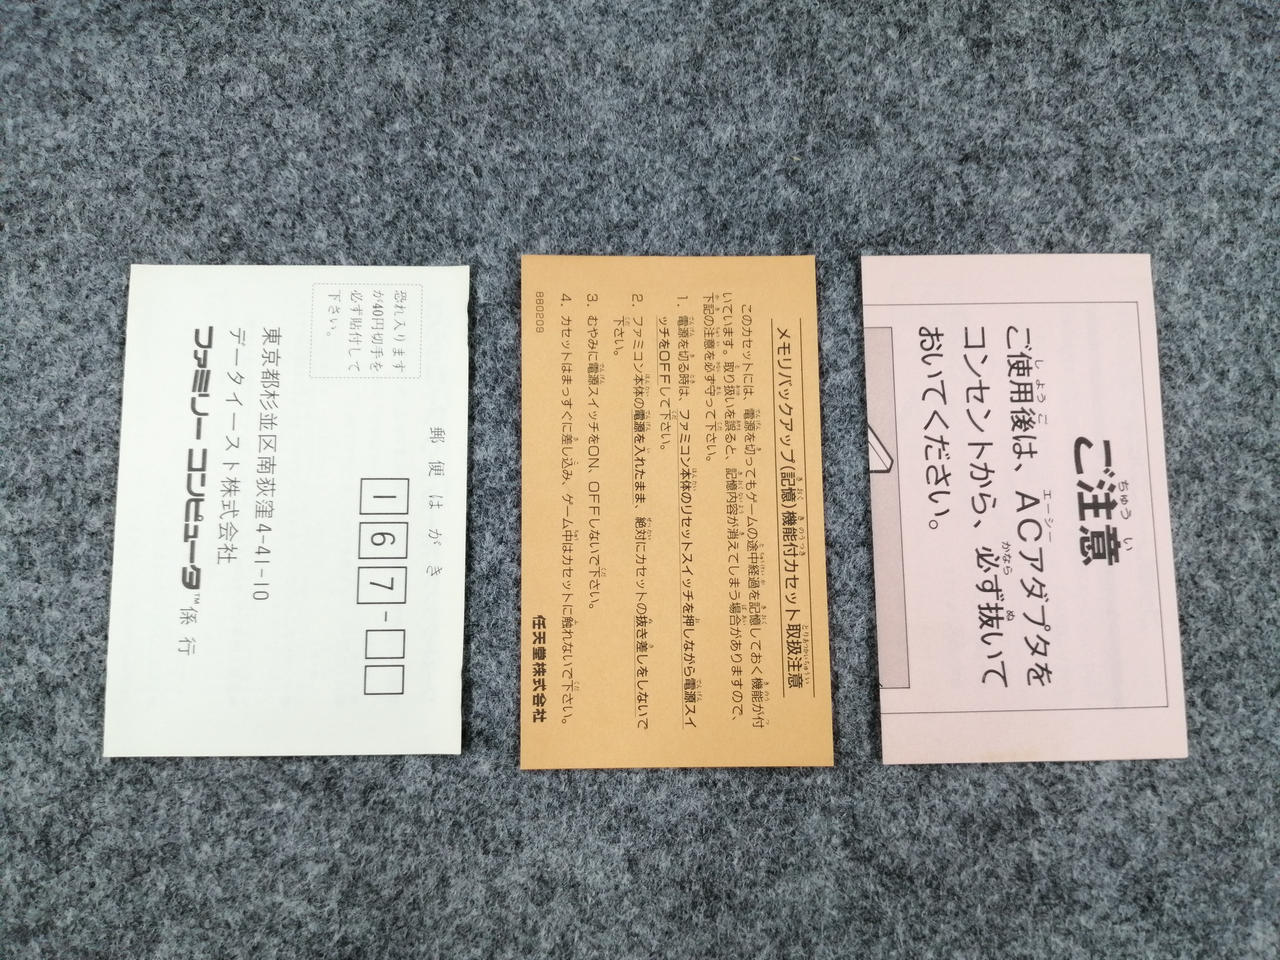 恐れ入ります
が40円切手を
必ず貼付して
下さい。
郵便はがき
167-
東京都杉並区南荻窪4-41-10
データイースト株式会社
ファミリー コンピュータ™係 行
メモリバックアップ(記憶)機能付カセット取扱注意
このカセットには、電源を切ってもゲームの途中経過を記憶しておく機能が付
いています。取り扱いを誤ると、記憶内容が消えてしまう場合がありますので、
下記の注意を必ず守って下さい。
1. 電源を切る時は、ファミコン本体のリセットスイッチを押しながら電源スイ
ッチをOFFして下さい。
2. ファミコン本体の電源を入れたまま、絶対にカセットの抜き差しをしないで
下さい。
3. むやみに電源スイッチをON、OFFしないで下さい。
4. カセットはまっすぐに差し込み、ゲーム中はカセットに触れないで下さい。
880209
任天堂株式会社
ご注意
ご使用後は、ACアダプタを
コンセントから、必ず抜いて
おいてください。